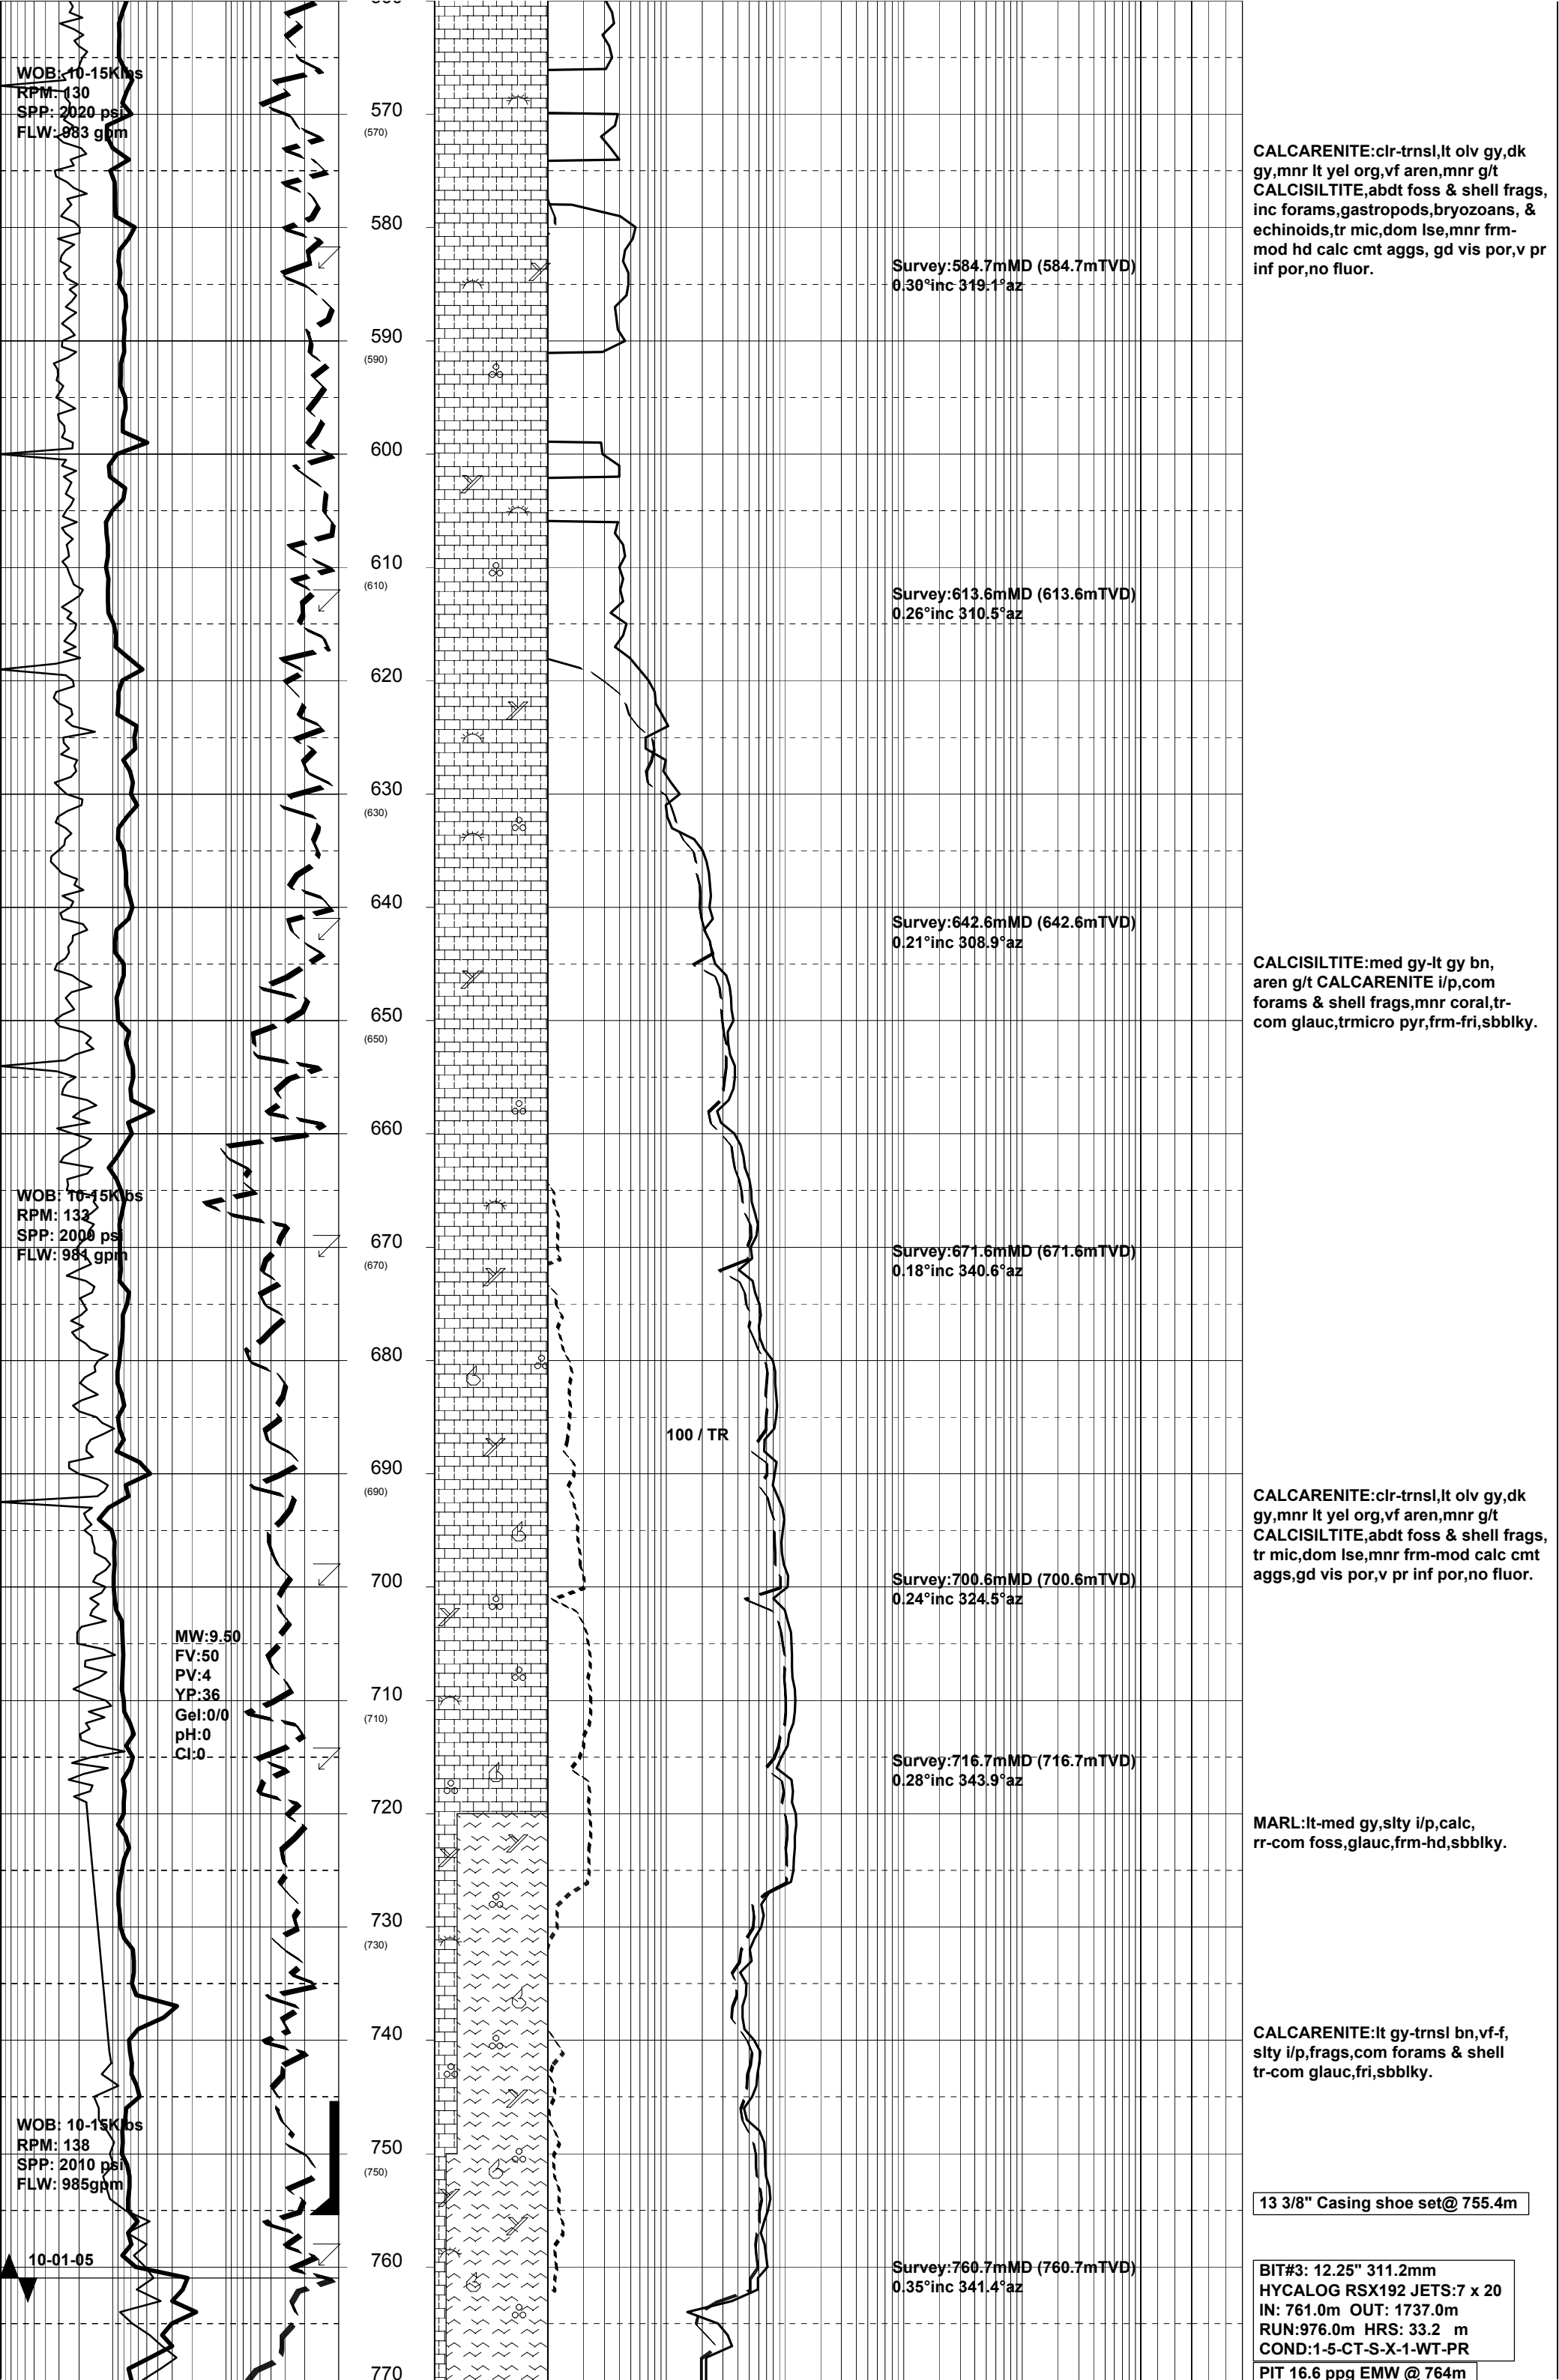 WOB: 10-15Klbs
RPM: 130
SPP: 2020 psi
FLW: 983 gpm
570
(570)
CALCARENITE:clr-trnsl,lt olv gy,dk
gy,mnr lt yel org,vf aren,mnr g/t
CALCISILTITE,abdt foss & shell frags,
inc forams,gastropods,bryozoans, &
echinoids,tr mic,dom lse,mnr frm-
mod hd calc cmt aggs, gd vis por,v pr
inf por,no fluor.
580
Survey:584.7mMD (584.7mTVD)
0.30°inc 319.1°az
590
(590)
600
610
(610)
Survey:613.6mMD (613.6mTVD)
0.26°inc 310.5°az
620
630
(630)
640
Survey:642.6mMD (642.6mTVD)
0.21°inc 308.9°az
CALCISILTITE:med gy-lt gy bn,
aren g/t CALCARENITE i/p,com
forams & shell frags,mnr coral,tr-
com glauc,trmicro pyr,frm-fri,sbblky.
650
(650)
660
WOB: 10-15Klbs
RPM: 133
SPP: 2000 psi
FLW: 981 gpm
670
(670)
Survey:671.6mMD (671.6mTVD)
0.18°inc 340.6°az
680
100 / TR
690
(690)
CALCARENITE:clr-trnsl,lt olv gy,dk
gy,mnr lt yel org,vf aren,mnr g/t
CALCISILTITE,abdt foss & shell frags,
tr mic,dom lse,mnr frm-mod calc cmt
aggs,gd vis por,v pr inf por,no fluor.
700
Survey:700.6mMD (700.6mTVD)
0.24°inc 324.5°az
MW:9.50
FV:50
PV:4
YP:36
Gel:0/0
pH:0
Cl:0
710
(710)
Survey:716.7mMD (716.7mTVD)
0.28°inc 343.9°az
720
MARL:lt-med gy,slty i/p,calc,
rr-com foss,glauc,frm-hd,sbblky.
730
(730)
740
CALCARENITE:lt gy-trnsl bn,vf-f,
slty i/p,frags,com forams & shell
tr-com glauc,fri,sbblky.
WOB: 10-15Klbs
RPM: 138
SPP: 2010 psi
FLW: 985gpm
750
(750)
13 3/8" Casing shoe set@ 755.4m
10-01-05
760
Survey:760.7mMD (760.7mTVD)
0.35°inc 341.4°az
BIT#3: 12.25" 311.2mm
HYCALOG RSX192 JETS:7 x 20
IN: 761.0m OUT: 1737.0m
RUN:976.0m HRS: 33.2 m
COND:1-5-CT-S-X-1-WT-PR
PIT 16.6 ppg EMW @ 764m
770